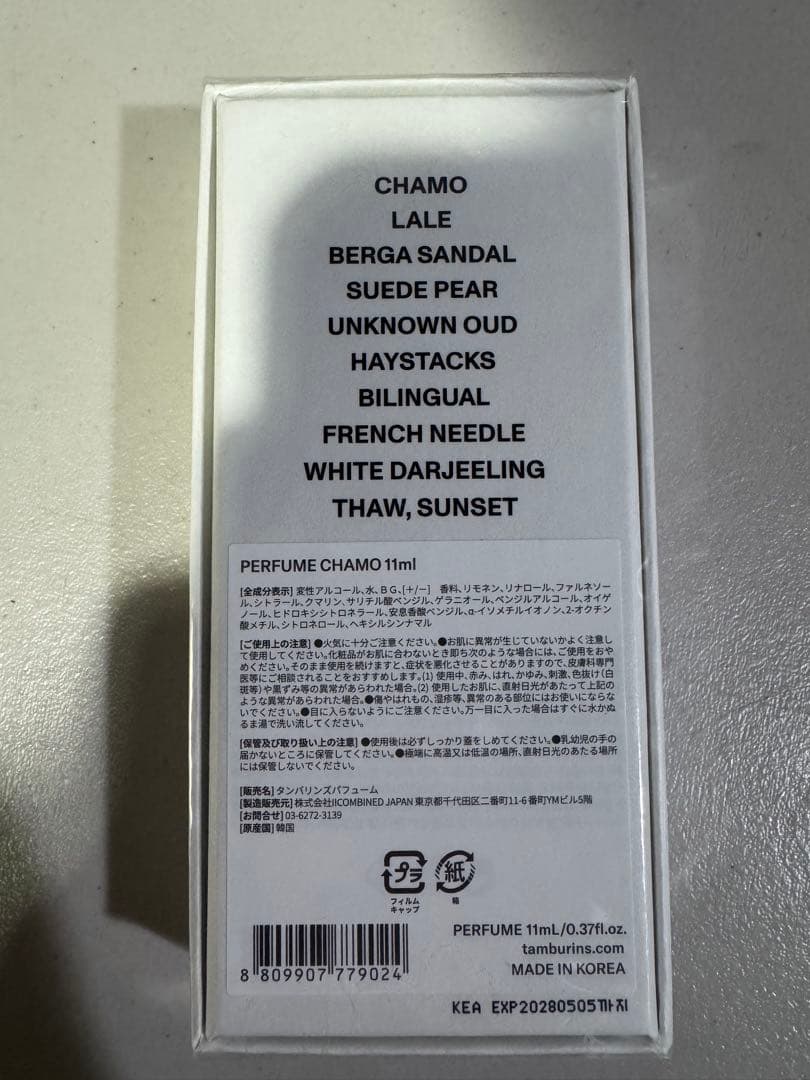 CHAMO
LALE
BERGA SANDAL
SUEDE PEAR
UNKNOWN OUD
HAYSTACKS
BILINGUAL
FRENCH NEEDLE
WHITE DARJEELING
THAW, SUNSET
PERFUME CHAMO 11ml
[全成分表示] 変性アルコール、水、BG、[+/−] 香料、リモネン、リナロール、ファルネソー
ル、シトラール、クマリン、サリチル酸ベンジル、ゲラニオール、ベンジルアルコール、オイゲ
ノール、ヒドロキシシトロネラール、安息香酸ベンジル、α-イソメチルイオノン、2-オクチン
酸メチル、シトロネロール、ヘキシルシンナマル
[ご使用上の注意] ●火気に十分ご注意ください。●お肌に異常が生じていないかよく注意し
て使用してください。化粧品がお肌に合わないとき即ち次のような場合には、ご使用をおや
めください。そのまま使用を続けますと、症状を悪化させることがありますので、皮膚科専門
医等にご相談されることをおすすめします。(1) 使用中、赤み、はれ、かゆみ、刺激、色抜け(白
斑等)や黒ずみ等の異常があらわれた場合。(2) 使用したお肌に、直射日光があたって上記の
ような異常があらわれた場合。●傷やはれもの、湿疹等、異常のある部位にはお使いにならな
いでください。●目に入らないようにご注意ください。万一目に入った場合はすぐに水かぬ
るま湯で洗い流してください。
[保管及び取り扱い上の注意] ●使用後は必ずしっかり蓋をしめてください。●乳幼児の手の
届かないところに保管してください。●極端に高温又は低温の場所、直射日光のあたる場所
には保管しないでください。
[販売名] タンバリンズパフューム
[製造販売元] 株式会社IICOMBINED JAPAN 東京都千代田区二番町11-6 番町YMビル5階
[お問合せ] 03-6272-3139
[原産国] 韓国
プラ 紙
フィルム 箱
キャップ
PERFUME 11mL/0.37fl.oz.
tamburins.com
MADE IN KOREA
8 809907 779024
KEA EXP20280505까지